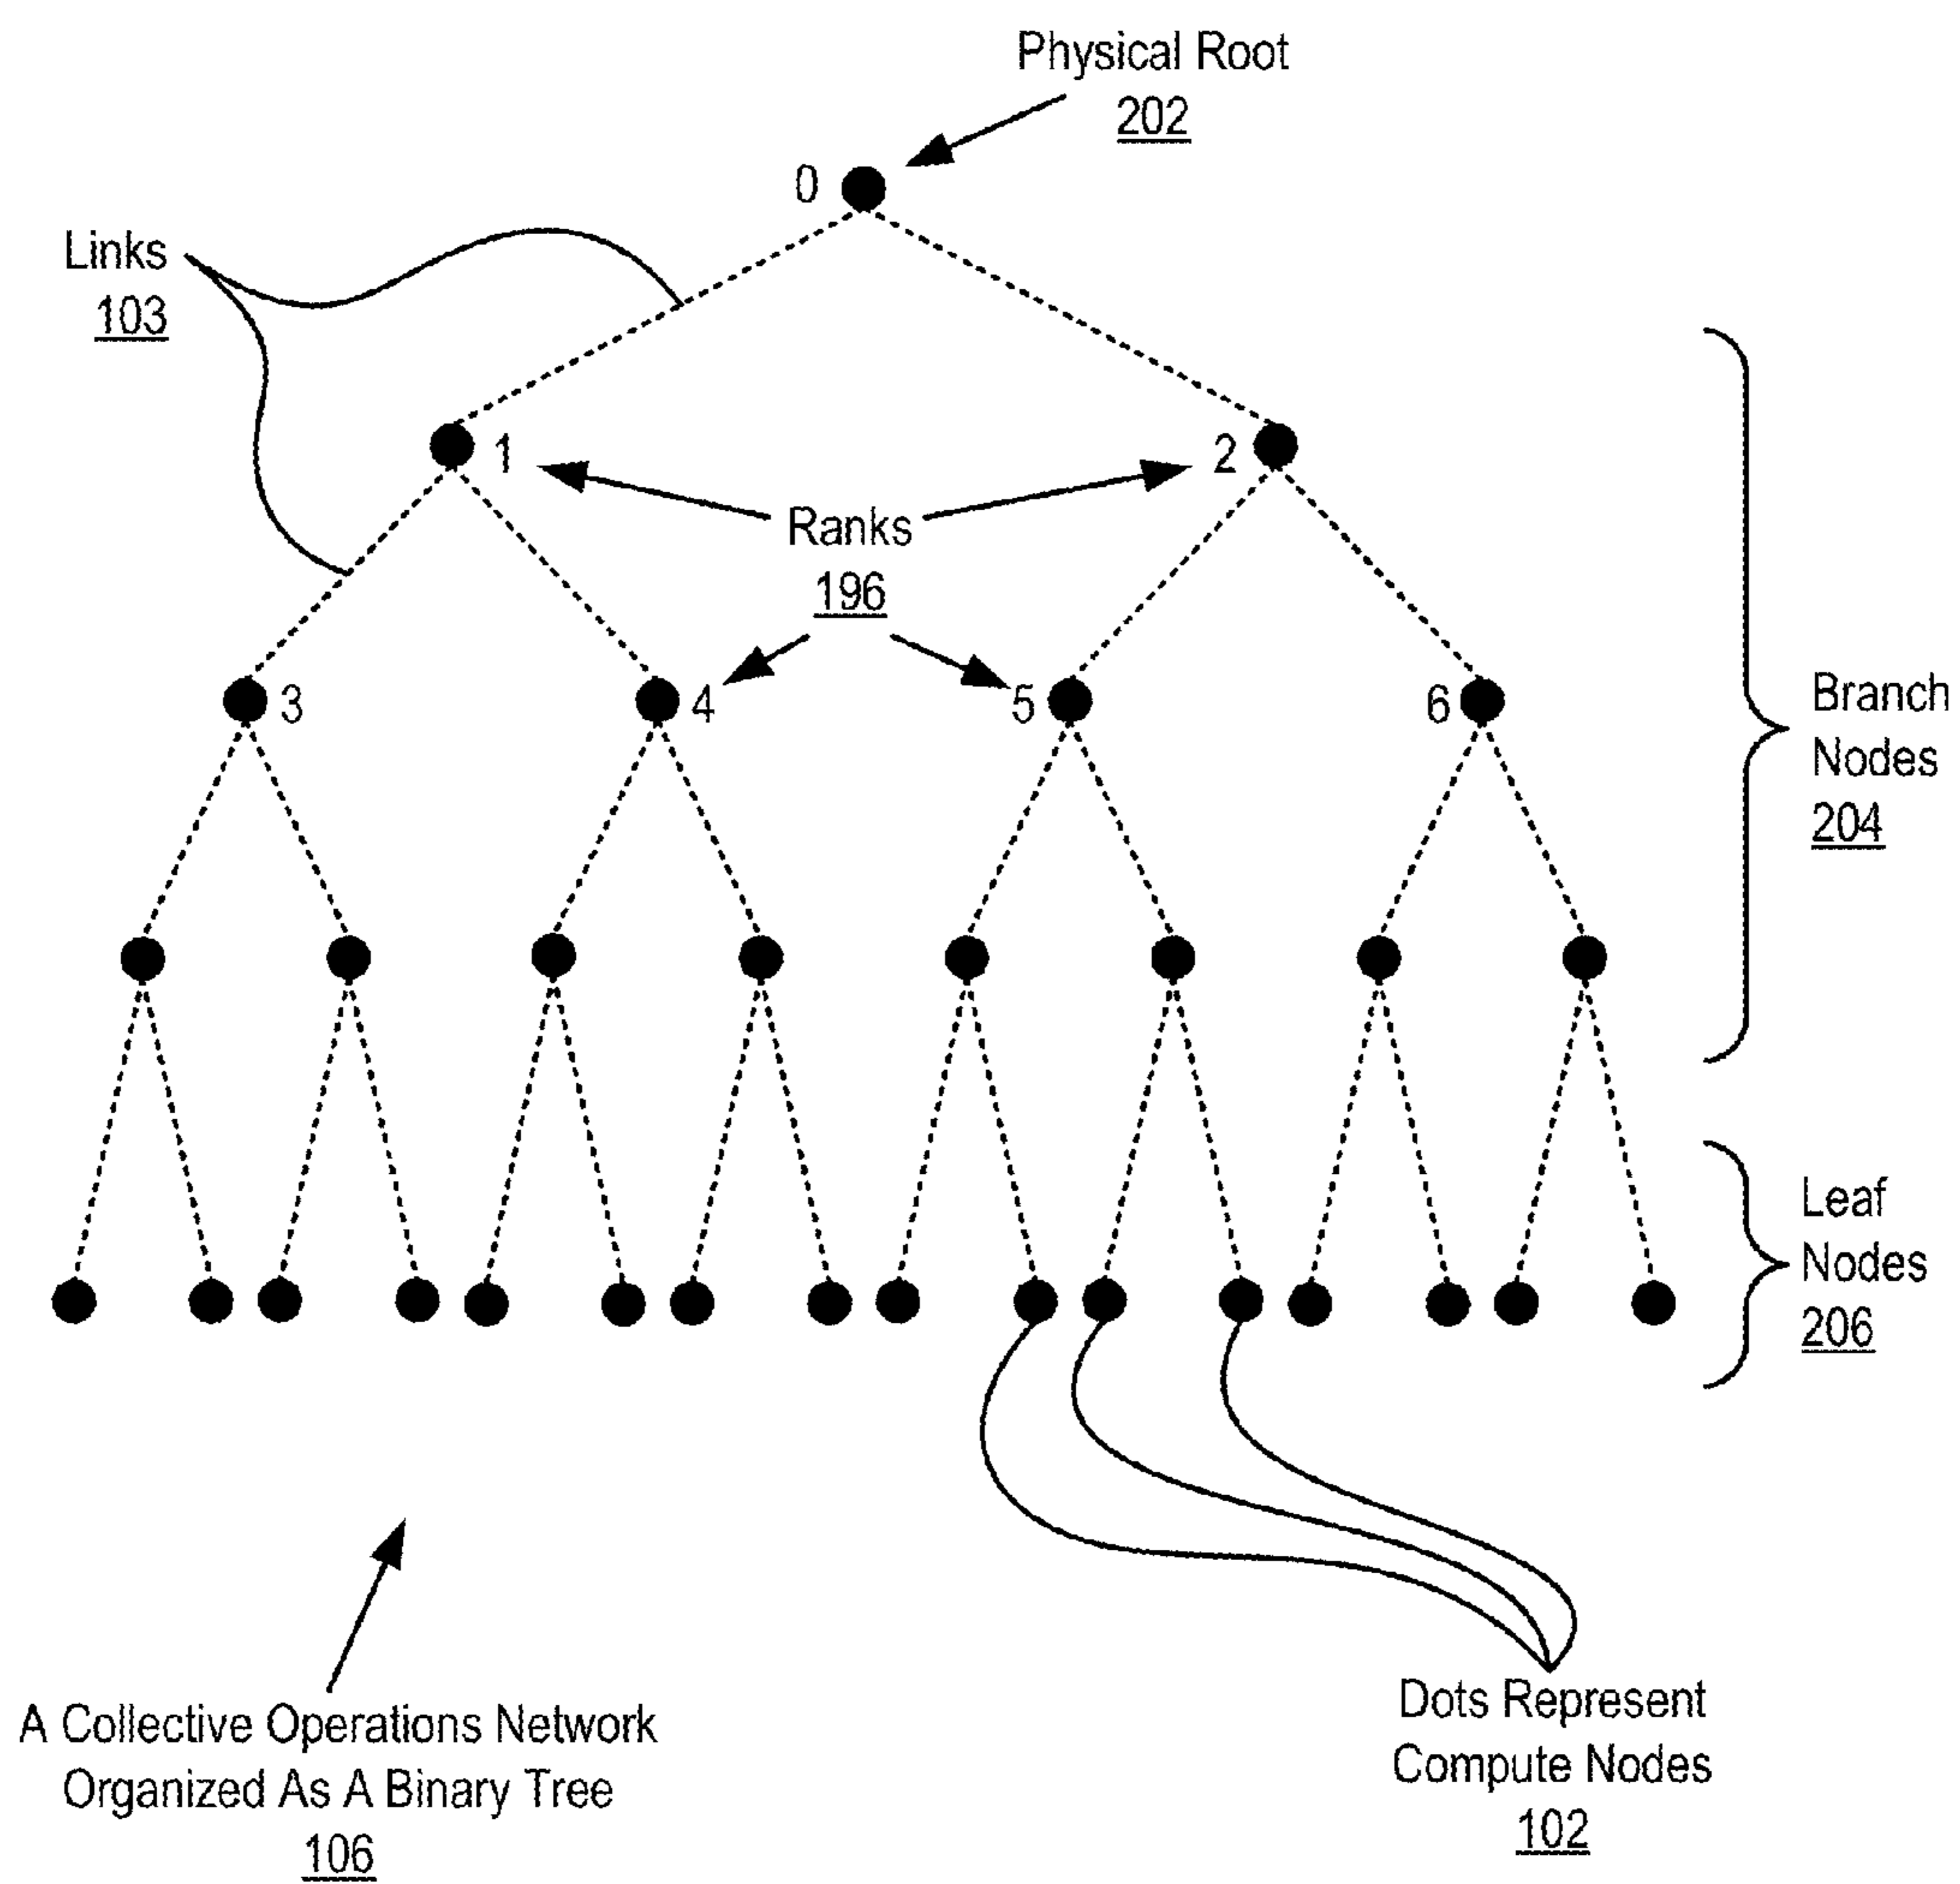 Physical Root
202
0
Links
103
1
2
Ranks
196
3
4
5
6
Branch
Nodes
204
Leaf
Nodes
206
A Collective Operations Network
Organized As A Binary Tree
106
Dots Represent
Compute Nodes
102